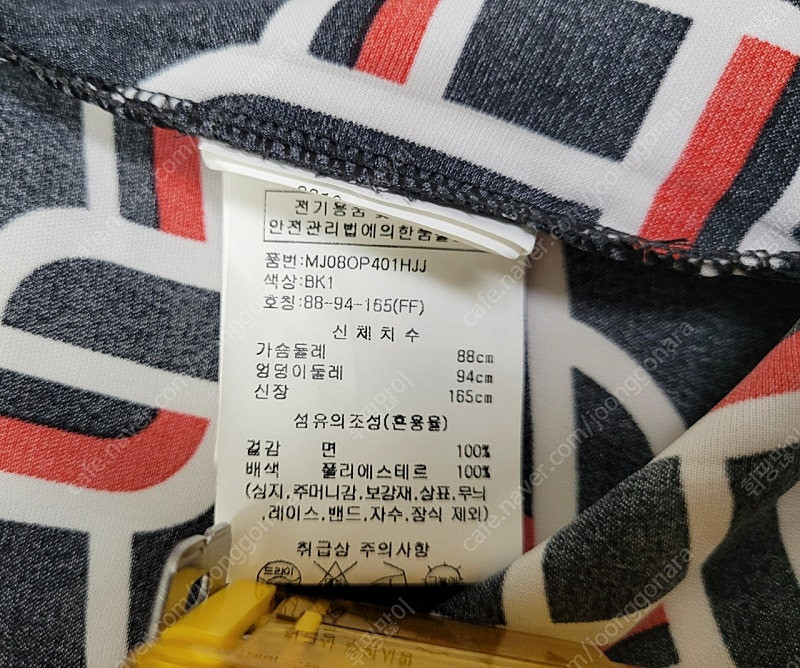 전기용품 및
안전관리법에의한품질
품번:MJ08OP401HJJ
색상:BK1
호칭:88-94-165(FF)
신체치수
가슴둘레 88cm
엉덩이둘레 94cm
신장 165cm
섬유의조성(혼용율)
겉감 면 100%
배색 폴리에스테르 100%
(심지,주머니감,보강재,상표,무늬
,레이스,밴드,자수,장식 제외)
취급상 주의사항
cafe.naver.com/joonggonara